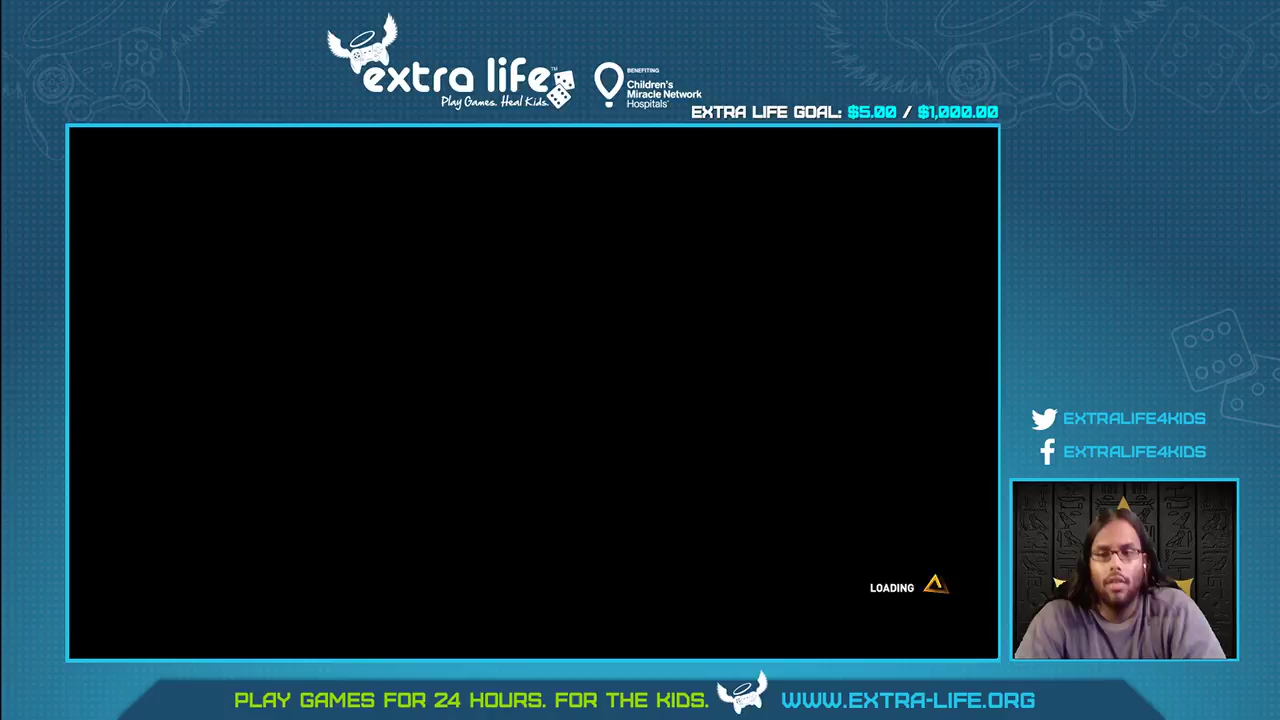 extra life™
Play Games. Heal Kids.
BENEFITING
Children's
Miracle Network
Hospitals®
EXTRA LIFE GOAL: $5.00 / $1,000.00
EXTRALIFE4KIDS
EXTRALIFE4KIDS
LOADING
PLAY GAMES FOR 24 HOURS. FOR THE KIDS. WWW.EXTRA-LIFE.ORG